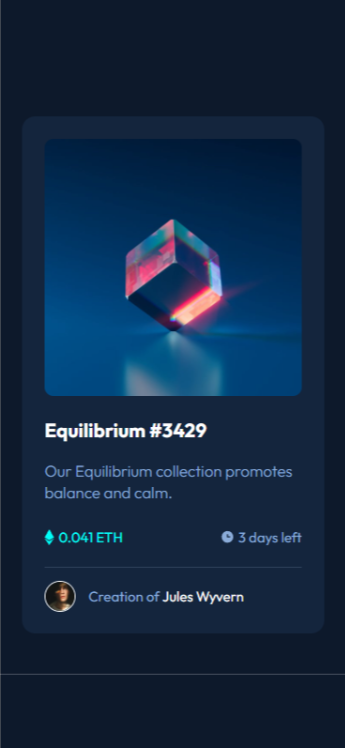 Equilibrium #3429
Our Equilibrium collection promotes
balance and calm.
0.041 ETH
3 days left
Creation of Jules Wyvern